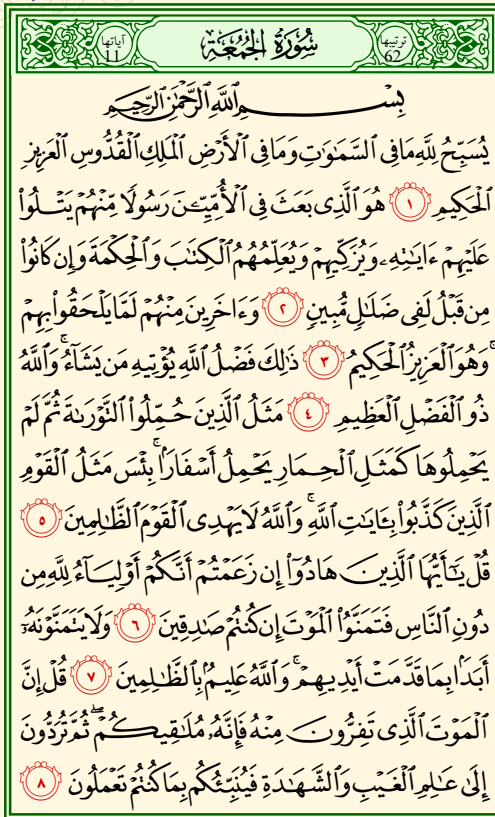 ترتيبها 62 سُورَةُ الْجُمُعَةِ آياتها 11
بِسْمِ ٱللَّهِ ٱلرَّحْمَٰنِ ٱلرَّحِيمِ
يُسَبِّحُ لِلَّهِ مَا فِى ٱلسَّمَٰوَٰتِ وَمَا فِى ٱلْأَرْضِ ٱلْمَلِكِ ٱلْقُدُّوسِ ٱلْعَزِيزِ
ٱلْحَكِيمِ ١ هُوَ ٱلَّذِى بَعَثَ فِى ٱلْأُمِّيِّۦنَ رَسُولًا مِّنْهُمْ يَتْلُوا۟
عَلَيْهِمْ ءَايَٰتِهِۦ وَيُزَكِّيهِمْ وَيُعَلِّمُهُمُ ٱلْكِتَٰبَ وَٱلْحِكْمَةَ وَإِن كَانُوا۟
مِن قَبْلُ لَفِى ضَلَٰلٍ مُّبِينٍ ٢ وَءَاخَرِينَ مِنْهُمْ لَمَّا يَلْحَقُوا۟ بِهِمْ
ۚ وَهُوَ ٱلْعَزِيزُ ٱلْحَكِيمُ ٣ ذَٰلِكَ فَضْلُ ٱللَّهِ يُؤْتِيهِ مَن يَشَآءُ ۚ وَٱللَّهُ
ذُو ٱلْفَضْلِ ٱلْعَظِيمِ ٤ مَثَلُ ٱلَّذِينَ حُمِّلُوا۟ ٱلتَّوْرَىٰةَ ثُمَّ لَمْ
يَحْمِلُوهَا كَمَثَلِ ٱلْحِمَارِ يَحْمِلُ أَسْفَارًۢا ۚ بِئْسَ مَثَلُ ٱلْقَوْمِ
ٱلَّذِينَ كَذَّبُوا۟ بِـَٔايَٰتِ ٱللَّهِ ۚ وَٱللَّهُ لَا يَهْدِى ٱلْقَوْمَ ٱلظَّٰلِمِينَ ٥
قُلْ يَٰٓأَيُّهَا ٱلَّذِينَ هَادُوٓا۟ إِن زَعَمْتُمْ أَنَّكُمْ أَوْلِيَآءُ لِلَّهِ مِن
دُونِ ٱلنَّاسِ فَتَمَنَّوُا۟ ٱلْمَوْتَ إِن كُنتُمْ صَٰدِقِينَ ٦ وَلَا يَتَمَنَّوْنَهُۥٓ
أَبَدًۢا بِمَا قَدَّمَتْ أَيْدِيهِمْ ۚ وَٱللَّهُ عَلِيمٌۢ بِٱلظَّٰلِمِينَ ٧ قُلْ إِنَّ
ٱلْمَوْتَ ٱلَّذِى تَفِرُّونَ مِنْهُ فَإِنَّهُۥ مُلَٰقِيكُمْ ۖ ثُمَّ تُرَدُّونَ
إِلَىٰ عَٰلِمِ ٱلْغَيْبِ وَٱلشَّهَٰدَةِ فَيُنَبِّئُكُم بِمَا كُنتُمْ تَعْمَلُونَ ٨